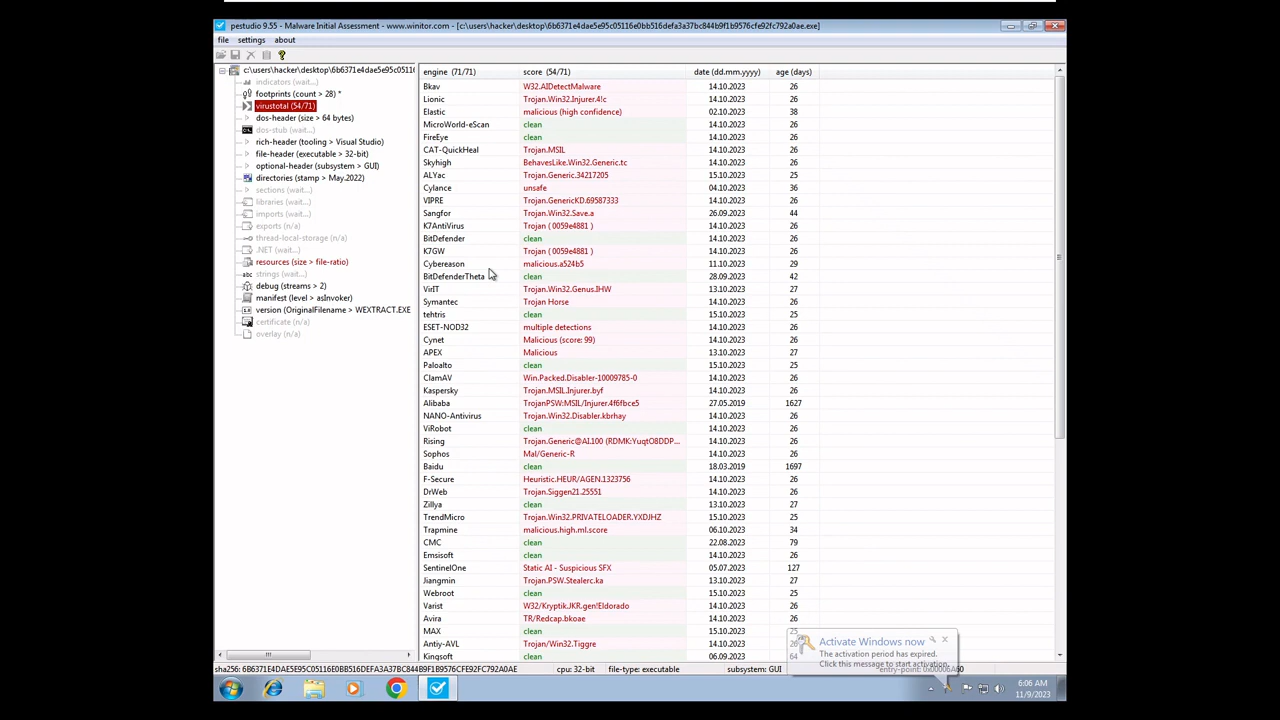 pestudio 9.55 - Malware Initial Assessment - www.winitor.com - [c:\users\hacker\desktop\6b6371e4dae5e95c05116e0bb516defa3a37bc844b9f1b9576cfe92fc792a0ae.exe]
file settings about
c:\users\hacker\desktop\6b6371e4dae5e95c0511
indicators (wait...)
footprints (count > 28) *
virustotal (54/71)
dos-header (size > 64 bytes)
dos-stub (wait...)
rich-header (tooling > Visual Studio)
file-header (executable > 32-bit)
optional-header (subsystem > GUI)
directories (stamp > May.2022)
sections (wait...)
libraries (wait...)
imports (wait...)
exports (n/a)
thread-local-storage (n/a)
.NET (wait...)
resources (size > file-ratio)
abc strings (wait...)
debug (streams > 2)
manifest (level > asInvoker)
1.0 version (OriginalFilename > WEXTRACT.EXE
certificate (n/a)
overlay (n/a)
engine (71/71) score (54/71) date (dd.mm.yyyy) age (days)
Bkav W32.AIDetectMalware 14.10.2023 26
Lionic Trojan.Win32.Injurer.4!c 14.10.2023 26
Elastic malicious (high confidence) 02.10.2023 38
MicroWorld-eScan clean 14.10.2023 26
FireEye clean 14.10.2023 26
CAT-QuickHeal Trojan.MSIL 14.10.2023 26
Skyhigh BehavesLike.Win32.Generic.tc 14.10.2023 26
ALYac Trojan.Generic.34217205 15.10.2023 25
Cylance unsafe 04.10.2023 36
VIPRE Trojan.GenericKD.69587333 14.10.2023 26
Sangfor Trojan.Win32.Save.a 26.09.2023 44
K7AntiVirus Trojan ( 0059e4881 ) 14.10.2023 26
BitDefender clean 14.10.2023 26
K7GW Trojan ( 0059e4881 ) 14.10.2023 26
Cybereason malicious.a524b5 11.10.2023 29
BitDefenderTheta clean 28.09.2023 42
VirIT Trojan.Win32.Genus.IHW 13.10.2023 27
Symantec Trojan Horse 14.10.2023 26
tehtris clean 15.10.2023 25
ESET-NOD32 multiple detections 14.10.2023 26
Cynet Malicious (score: 99) 14.10.2023 26
APEX Malicious 13.10.2023 27
Paloalto clean 15.10.2023 25
ClamAV Win.Packed.Disabler-10009785-0 14.10.2023 26
Kaspersky Trojan.MSIL.Injurer.byf 14.10.2023 26
Alibaba TrojanPSW:MSIL/Injurer.4f6fbce5 27.05.2019 1627
NANO-Antivirus Trojan.Win32.Disabler.kbrhay 14.10.2023 26
ViRobot clean 14.10.2023 26
Rising Trojan.Generic@AI.100 (RDMK:YuqtO8DDP... 14.10.2023 26
Sophos Mal/Generic-R 14.10.2023 26
Baidu clean 18.03.2019 1697
F-Secure Heuristic.HEUR/AGEN.1323756 14.10.2023 26
DrWeb Trojan.Siggen21.25551 14.10.2023 26
Zillya clean 13.10.2023 27
TrendMicro Trojan.Win32.PRIVATELOADER.YXDJHZ 15.10.2023 25
Trapmine malicious.high.ml.score 06.10.2023 34
CMC clean 22.08.2023 79
Emsisoft clean 14.10.2023 26
SentinelOne Static AI - Suspicious SFX 05.07.2023 127
Jiangmin Trojan.PSW.Stealerc.ka 13.10.2023 27
Webroot clean 15.10.2023 25
Varist W32/Kryptik.JKR.gen!Eldorado 14.10.2023 26
Avira TR/Redcap.bkoae 14.10.2023 26
MAX clean 15.10.2023 25
Antiy-AVL Trojan/Win32.Tiggre 14.10.2023
Kingsoft clean 06.09.2023 64
Activate Windows now
The activation period has expired.
Click this message to start activation.
sha256: 6B6371E4DAE5E95C05116E0BB516DEFA3A37BC844B9F1B9576CFE92FC792A0AE cpu: 32-bit file-type: executable subsystem: GUI entry-point: 0x00006A60
6:06 AM
11/9/2023